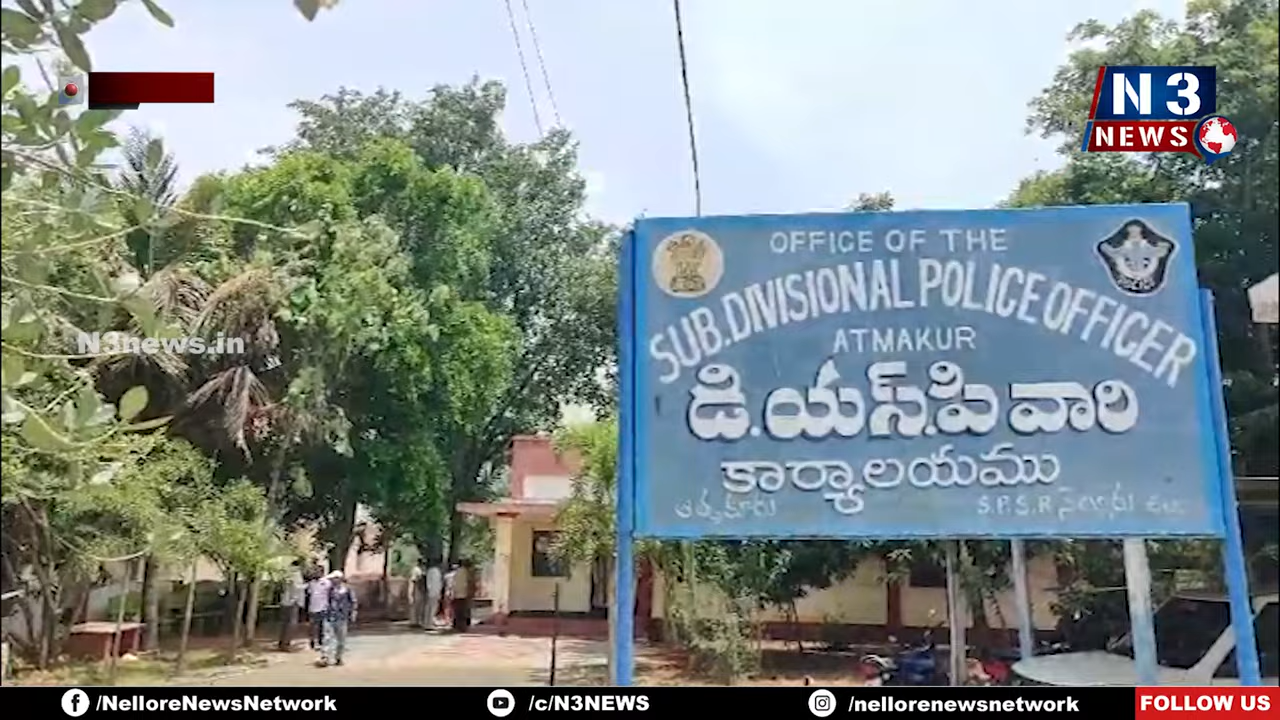 N3
NEWS
OFFICE OF THE
SUB.DIVISIONAL POLICE OFFICER
ATMAKUR
డి.యస్.పి వారి
కార్యాలయము
ఆత్మకూరు
S.P.S.R నెల్లూరు
N3news.in
/NelloreNewsNetwork
/c/N3NEWS
/nellorenewsnetwork
FOLLOW US